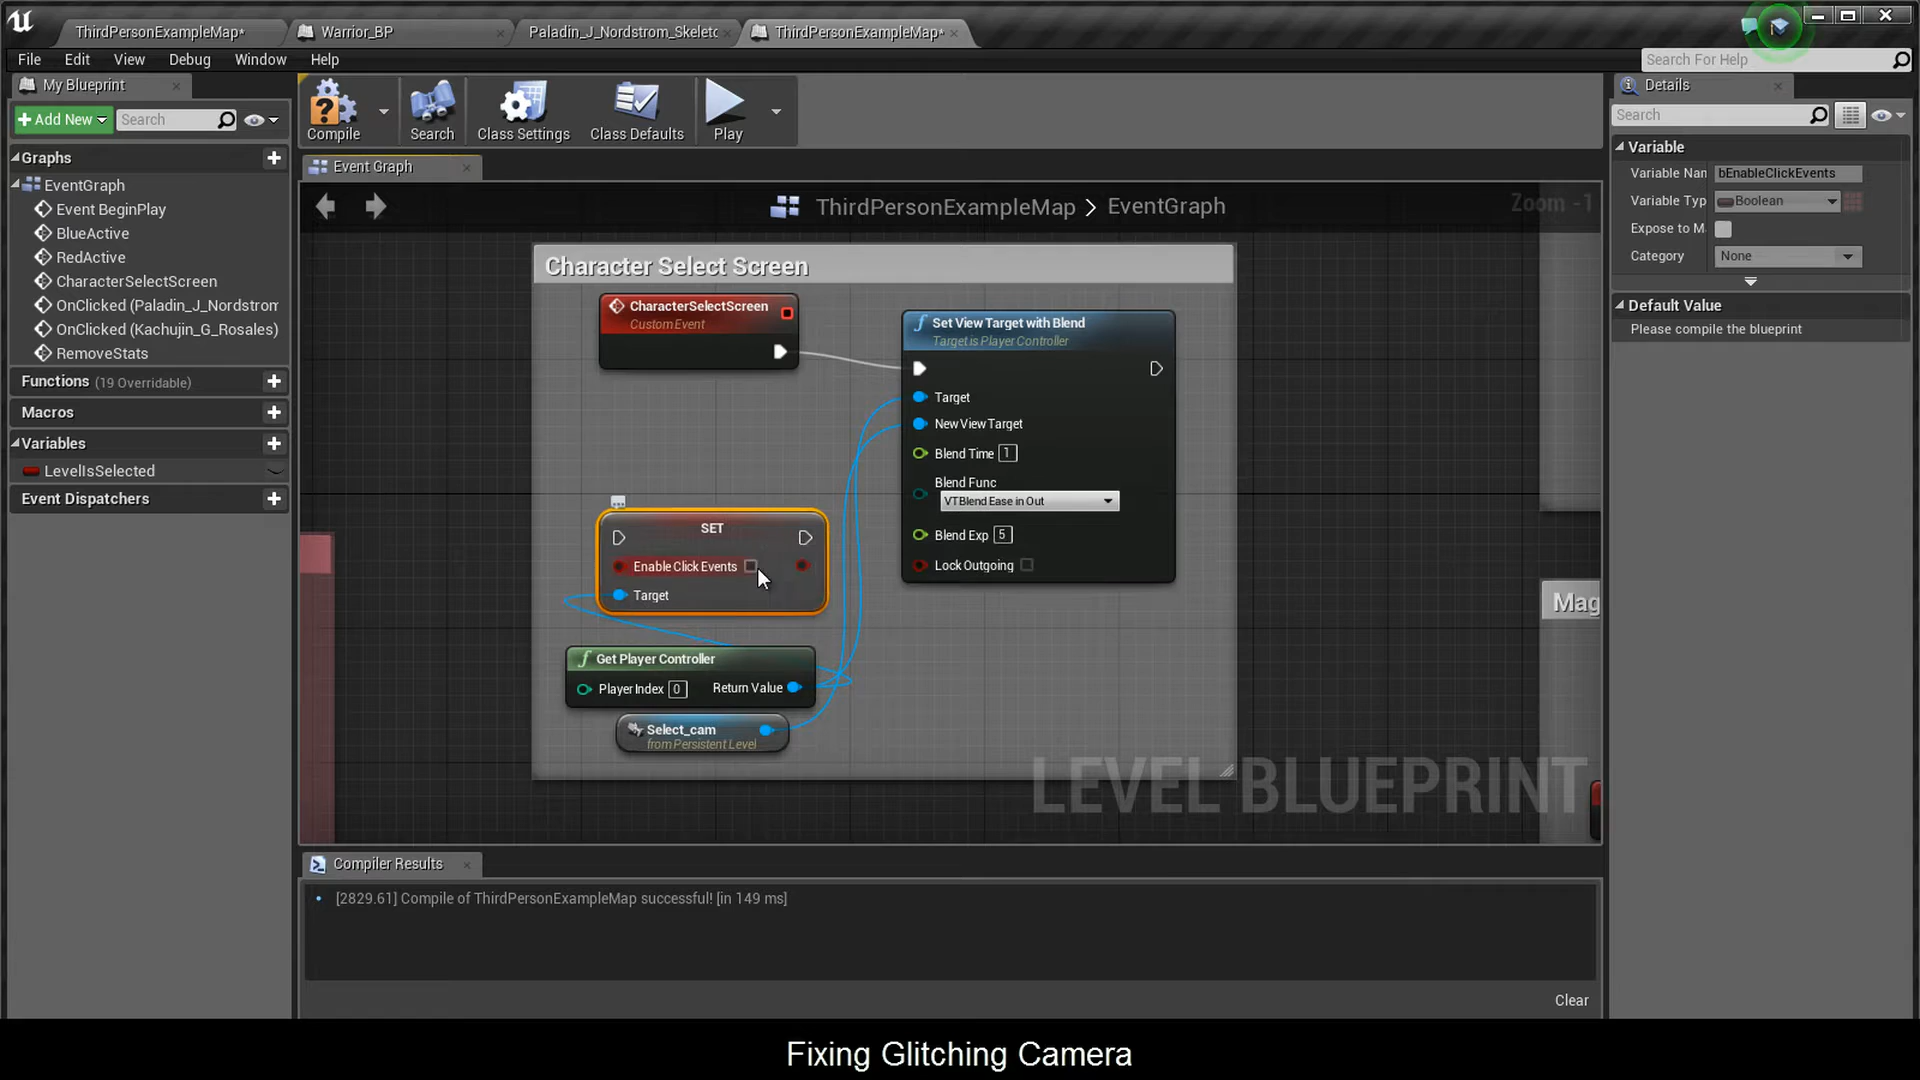 ThirdPersonExampleMap*
Warrior_BP
Paladin_J_Nordstrom_Skeletc
ThirdPersonExampleMap*
File Edit View Debug Window Help
Search For Help
My Blueprint
Add New
Search
Compile
Search
Class Settings
Class Defaults
Play
Details
Search
Graphs
EventGraph
Event BeginPlay
BlueActive
RedActive
CharacterSelectScreen
OnClicked (Paladin_J_Nordstrom
OnClicked (Kachujin_G_Rosales)
RemoveStats
Functions (19 Overridable)
Macros
Variables
LevelIsSelected
Event Dispatchers
Event Graph
ThirdPersonExampleMap > EventGraph
Zoom -1
Character Select Screen
CharacterSelectScreen
Custom Event
Set View Target with Blend
Target is Player Controller
Target
New View Target
Blend Time 1
Blend Func
VTBlend Ease in Out
Blend Exp 5
Lock Outgoing
SET
Enable Click Events
Target
Get Player Controller
Player Index 0 Return Value
Select_cam
from Persistent Level
Mag
LEVEL BLUEPRINT
Variable
Variable Nan bEnableClickEvents
Variable Typ Boolean
Expose to M
Category None
Default Value
Please compile the blueprint
Compiler Results
[2829.61] Compile of ThirdPersonExampleMap successful! [in 149 ms]
Clear
Fixing Glitching Camera